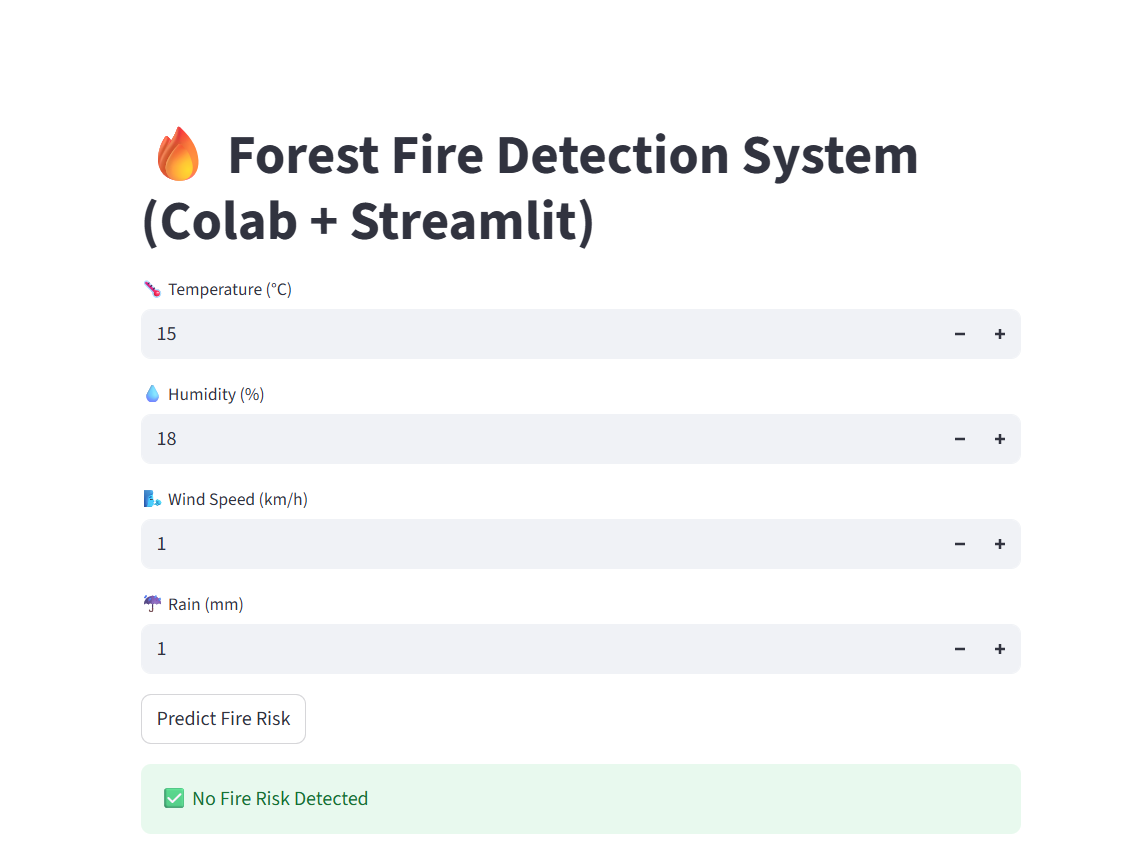 🔥 Forest Fire Detection System
(Colab + Streamlit)
🌡️ Temperature (°C)
15 − +
💧 Humidity (%)
18 − +
🌬️ Wind Speed (km/h)
1 − +
☔ Rain (mm)
1 − +
Predict Fire Risk
✅ No Fire Risk Detected